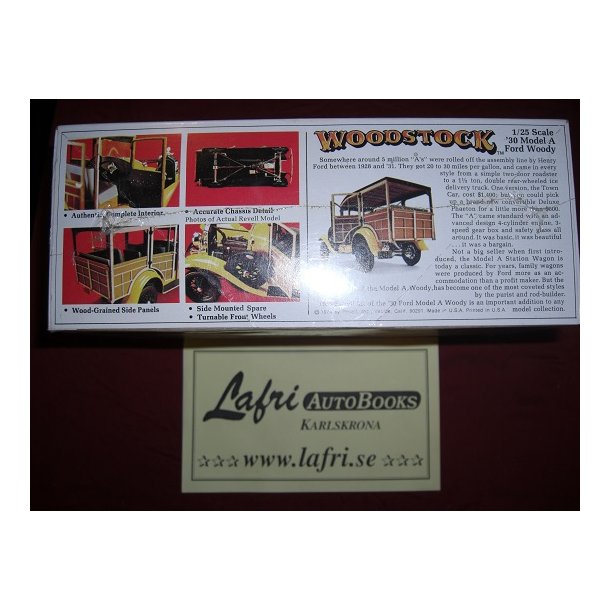 WOODSTOCK™
1/25 Scale
'30 Model A
Ford Woody
Somewhere around 5 million "A's" were rolled off the assembly line by Henry
Ford between 1928 and '31. They got 20 to 30 miles per gallon, and came in every
style from a simple two-door roadster
to a 1½ ton, double rear-wheeled ice
delivery truck. One version, the Town
Car, cost $1,400, but you could pick
up a brand-new convertible Deluxe
Phaeton for a little more than $600.
The "A" came standard with an ad-
vanced design 4-cylinder engine, 3-
speed gear box and safety glass all
around. It was basic, it was beautiful
. . . it was a bargain.
Not a big seller when first intro-
duced, the Model A Station Wagon is
today a classic. For years, family wagons
were produced by Ford more as an ac-
commodation than a profit maker. But the
the Model A Woody, has become one of the most coveted styles
by the purist and rod-builder.
of the '30 Ford Model A Woody is an important addition to any
model collection.
Made in U.S.A. Printed in U.S.A.
• Authentic Complete Interior
• Accurate Chassis Detail
Photos of Actual Revell Model
• Wood-Grained Side Panels
• Side Mounted Spare
• Turnable Front Wheels
Lafri AUTOBOOKS
KARLSKRONA
www.lafri.se